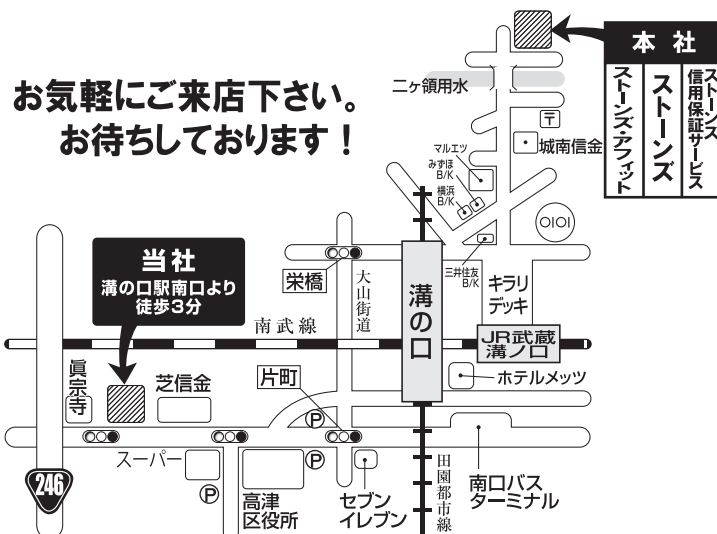 お気軽にご来店下さい。
お待ちしております！
本社
ストーンズ・アフィット
ストーンズ
ストーンズ
信用保証サービス
二ヶ領用水
〒
城南信金
マルエツ
みずほ
B/K
横浜
B/K
三井住友
B/K
OIOI
キラリ
デッキ
当社
溝の口駅南口より
徒歩3分
栄橋
大山街道
溝の口
南武線
JR武蔵
溝ノ口
眞宗寺
芝信金
片町
ホテルメッツ
P
P
P
スーパー
246
高津
区役所
セブン
イレブン
田園都市線
南口バス
ターミナル